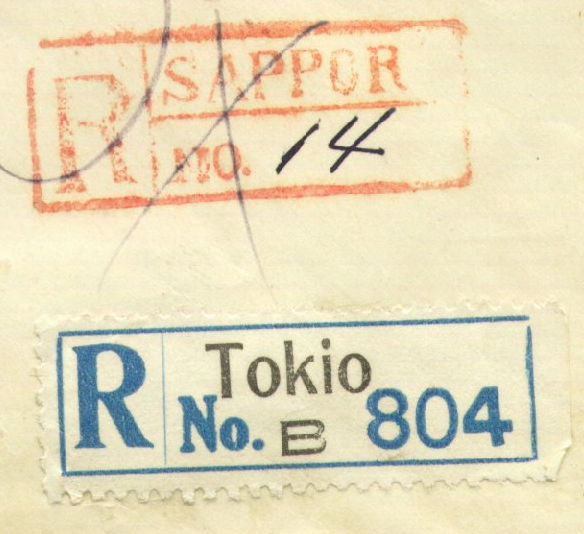 R SAPPOR
No. 14
R Tokio
No. B 804